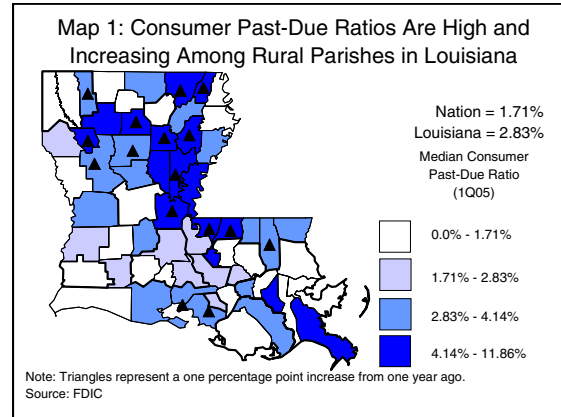 Map 1: Consumer Past-Due Ratios Are High and
Increasing Among Rural Parishes in Louisiana
Nation = 1.71%
Louisiana = 2.83%
Median Consumer
Past-Due Ratio
(1Q05)
0.0% - 1.71%
1.71% - 2.83%
2.83% - 4.14%
4.14% - 11.86%
Note: Triangles represent a one percentage point increase from one year ago.
Source: FDIC